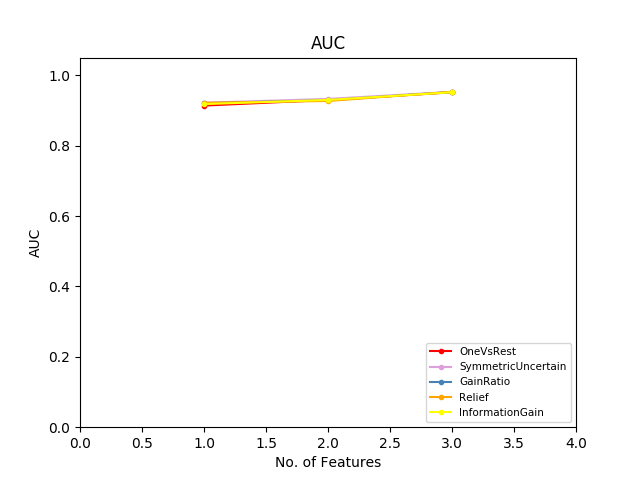 AUC
1.0
0.8
0.6
0.4
0.2
0.0
AUC
0.0 0.5 1.0 1.5 2.0 2.5 3.0 3.5 4.0
No. of Features
OneVsRest
SymmetricUncertain
GainRatio
Relief
InformationGain